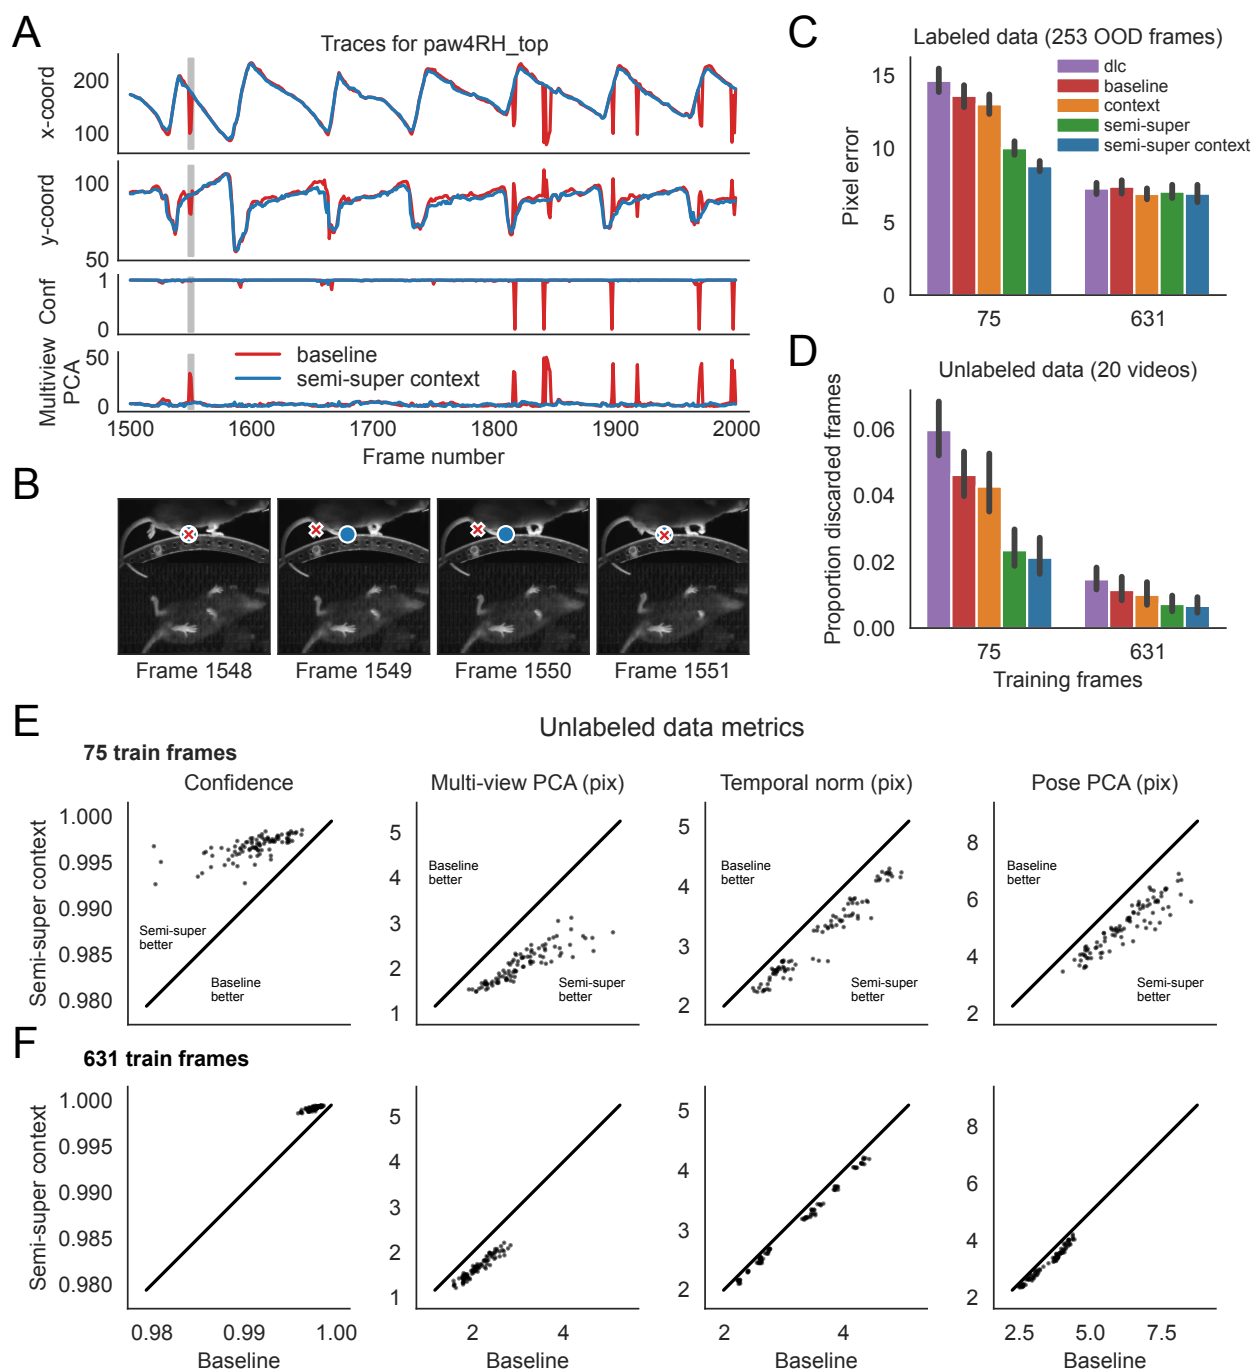 A
Traces for paw4RH_top
x-coord
200
100
y-coord
100
50
Conf
1
0
Multiview
PCA
50
0
baseline
semi-super context
1500 1600 1700 1800 1900 2000
Frame number
B
Frame 1548 Frame 1549 Frame 1550 Frame 1551
C
Labeled data (253 OOD frames)
dlc
baseline
context
semi-super
semi-super context
Pixel error
15
10
5
0
75 631
D
Unlabeled data (20 videos)
Proportion discarded frames
0.06
0.04
0.02
0.00
75 631
Training frames
E
Unlabeled data metrics
75 train frames
Confidence
Multi-view PCA (pix)
Temporal norm (pix)
Pose PCA (pix)
Semi-super context
1.000
0.995
0.990
0.985
0.980
Semi-super
better
Baseline
better
5
4
3
2
1
Baseline
better
Semi-super
better
5
4
3
2
Baseline
better
Semi-super
better
8
6
4
2
Baseline
better
Semi-super
better
F
631 train frames
Semi-super context
1.000
0.995
0.990
0.985
0.980
0.98 0.99 1.00
Baseline
5
4
3
2
1
2 4
Baseline
5
4
3
2
2 4
Baseline
8
6
4
2
2.5 5.0 7.5
Baseline